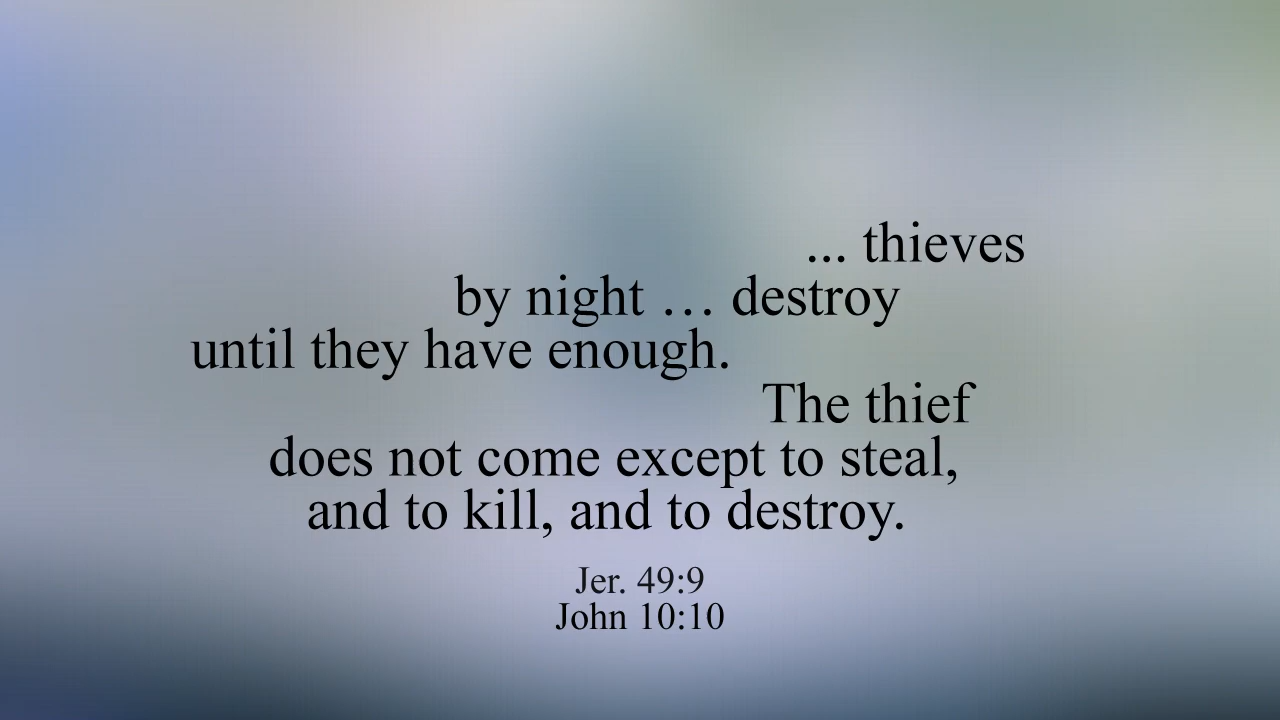 ... thieves
by night … destroy
until they have enough.
The thief
does not come except to steal,
and to kill, and to destroy.
Jer. 49:9
John 10:10